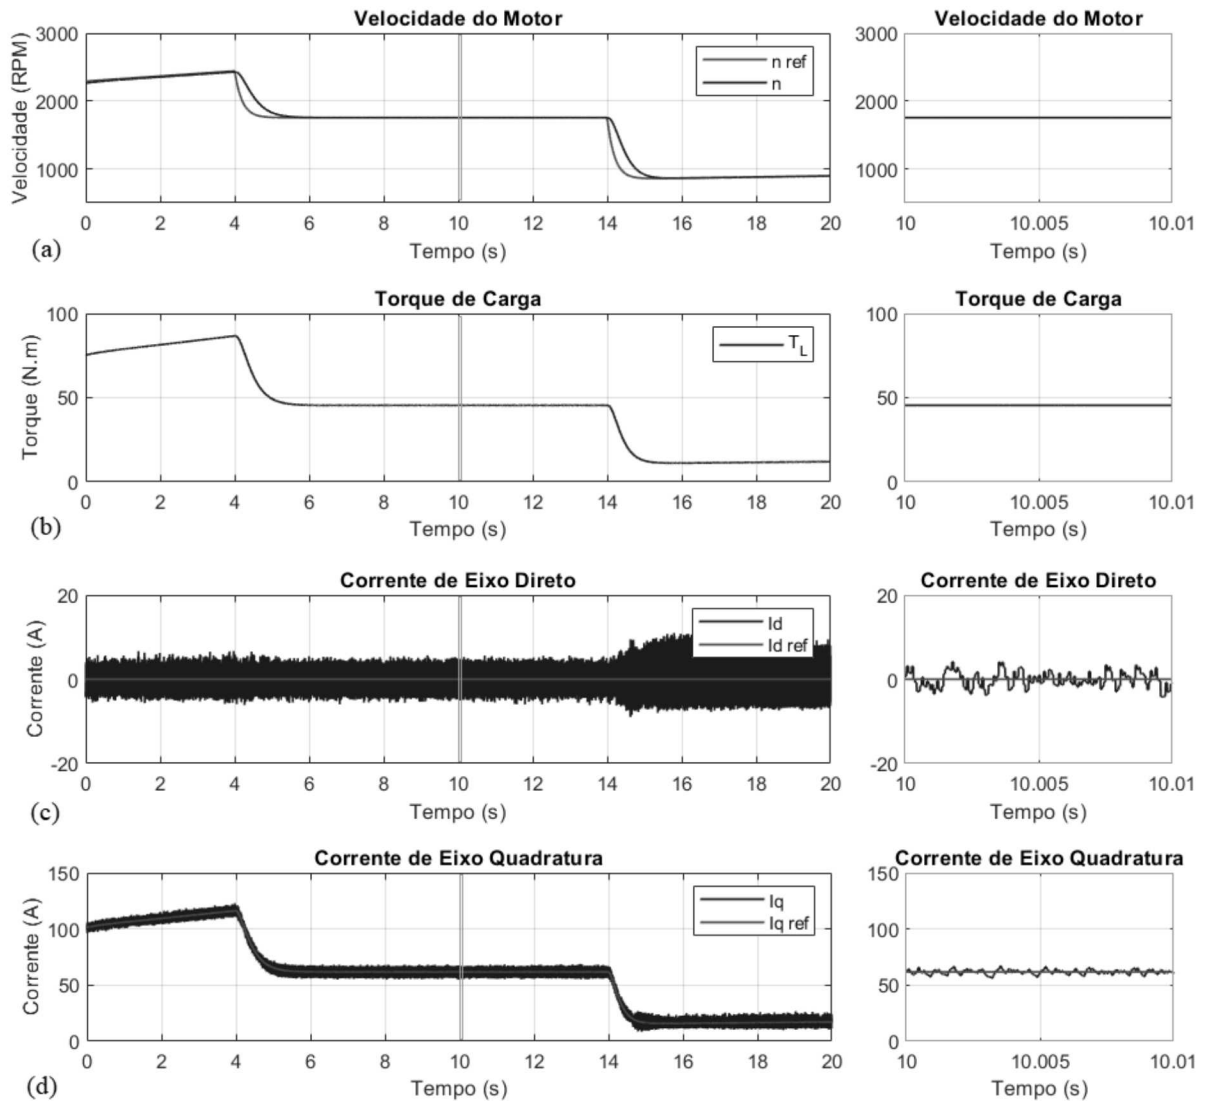 Velocidade do Motor
Velocidade (RPM)
3000
2000
1000
n ref
n
0 2 4 6 8 10 12 14 16 18 20
Tempo (s)
(a)
Velocidade do Motor
3000
2000
1000
10 10.005 10.01
Tempo (s)
Torque de Carga
Torque (N.m)
100
50
0
T_L
0 2 4 6 8 10 12 14 16 18 20
Tempo (s)
(b)
Torque de Carga
100
50
0
10 10.005 10.01
Tempo (s)
Corrente de Eixo Direto
Corrente (A)
20
0
-20
Id
Id ref
0 2 4 6 8 10 12 14 16 18 20
Tempo (s)
(c)
Corrente de Eixo Direto
20
0
-20
10 10.005 10.01
Tempo (s)
Corrente de Eixo Quadratura
Corrente (A)
150
100
50
0
Iq
Iq ref
0 2 4 6 8 10 12 14 16 18 20
Tempo (s)
(d)
Corrente de Eixo Quadratura
150
100
50
0
10 10.005 10.01
Tempo (s)